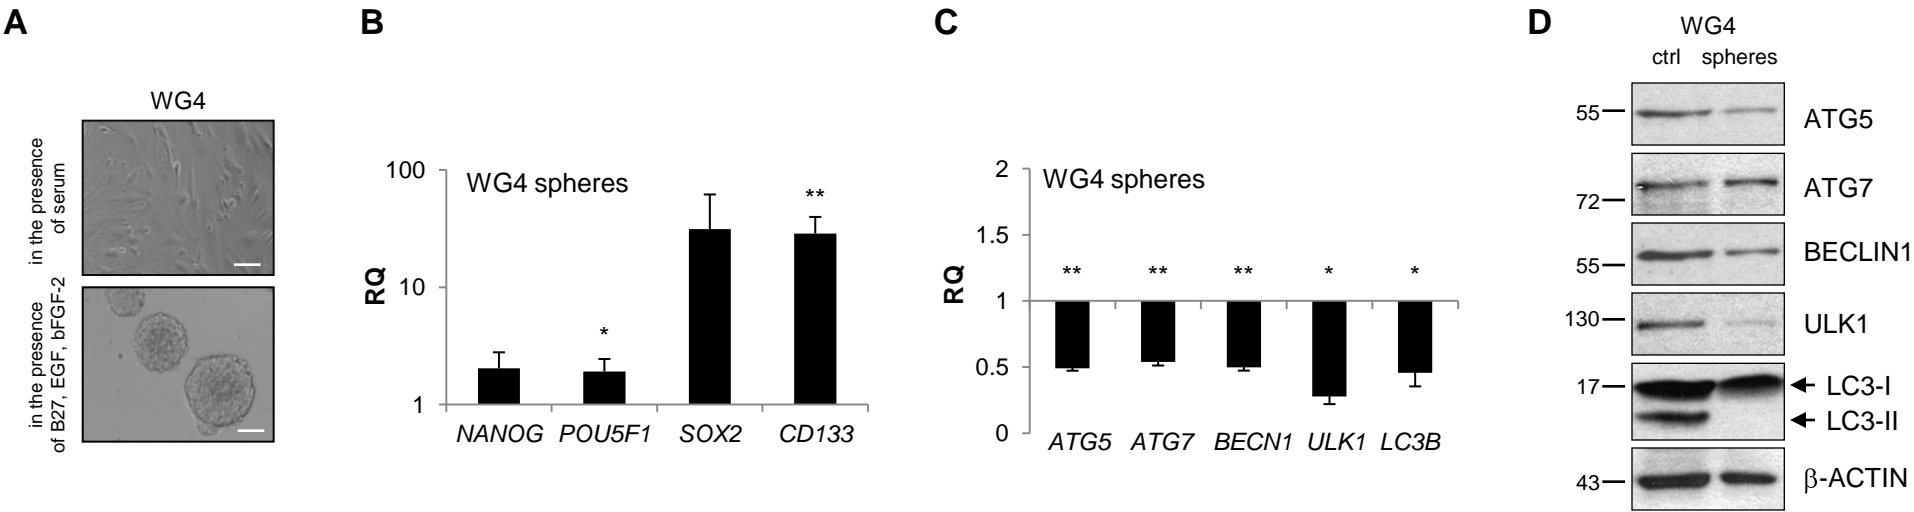 A
WG4
in the presence
of serum
in the presence
of B27, EGF, bFGF-2
B
100
10
1
RQ
WG4 spheres
*
**
NANOG POU5F1 SOX2 CD133
C
2
1.5
1
0.5
0
RQ
WG4 spheres
** ** ** * *
ATG5 ATG7 BECN1 ULK1 LC3B
D
WG4
ctrl spheres
55 ATG5
72 ATG7
55 BECLIN1
130 ULK1
17 LC3-I
LC3-II
43 β-ACTIN